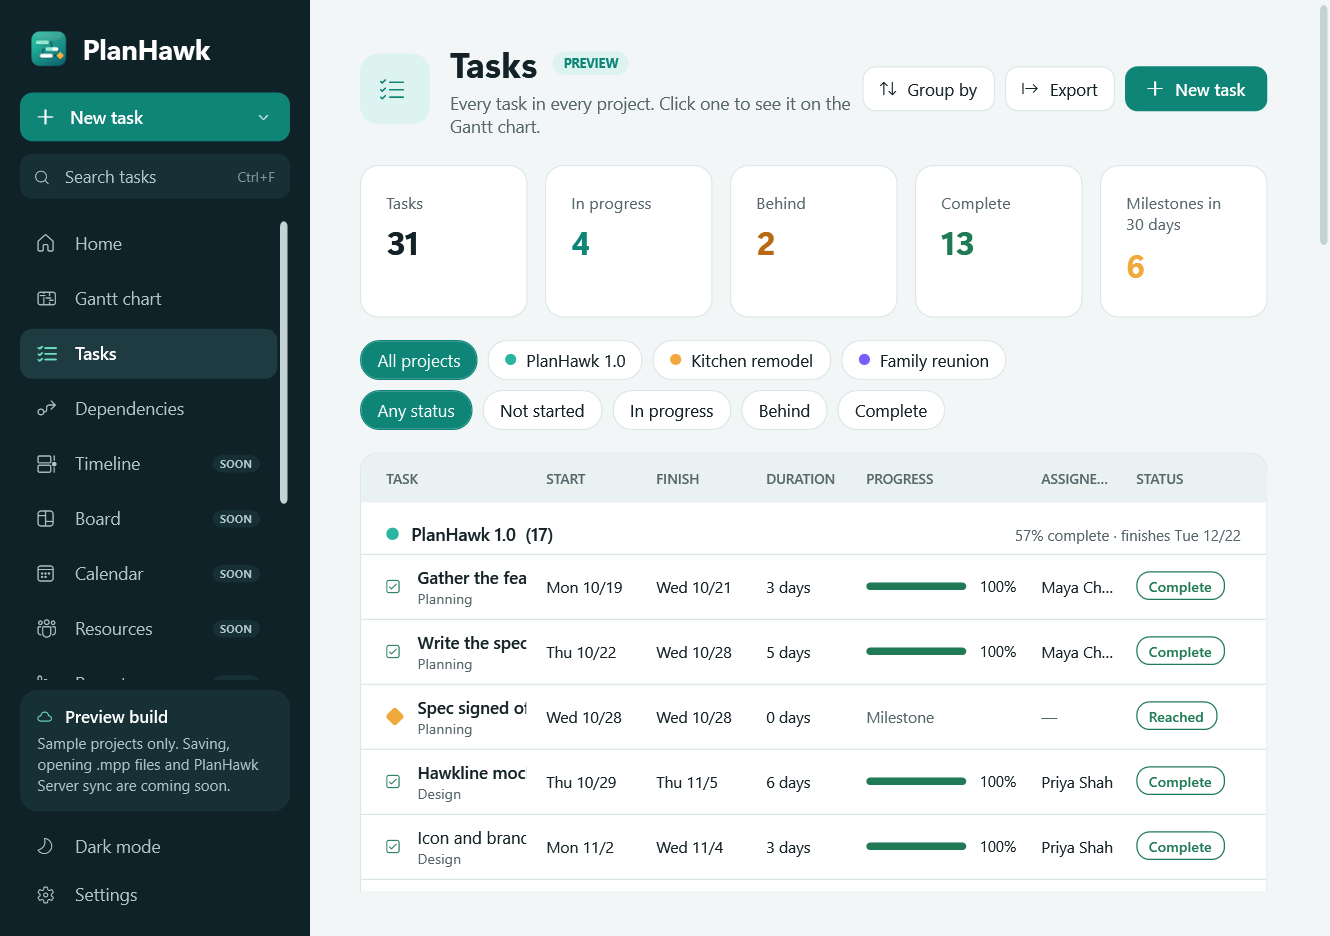 PlanHawk
New task
Search tasks Ctrl+F
Home
Gantt chart
Tasks
Dependencies
Timeline SOON
Board SOON
Calendar SOON
Resources SOON
Preview build
Sample projects only. Saving,
opening .mpp files and PlanHawk
Server sync are coming soon.
Dark mode
Settings
Tasks PREVIEW
Every task in every project. Click one to see it on the
Gantt chart.
Group by
Export
New task
Tasks
31
In progress
4
Behind
2
Complete
13
Milestones in
30 days
6
All projects PlanHawk 1.0 Kitchen remodel Family reunion
Any status Not started In progress Behind Complete
TASK START FINISH DURATION PROGRESS ASSIGNE... STATUS
PlanHawk 1.0 (17) 57% complete · finishes Tue 12/22
Gather the fea Mon 10/19 Wed 10/21 3 days 100% Maya Ch... Complete
Planning
Write the spec Thu 10/22 Wed 10/28 5 days 100% Maya Ch... Complete
Planning
Spec signed of Wed 10/28 Wed 10/28 0 days Milestone — Reached
Planning
Hawkline moc Thu 10/29 Thu 11/5 6 days 100% Priya Shah Complete
Design
Icon and branc Mon 11/2 Wed 11/4 3 days 100% Priya Shah Complete
Design